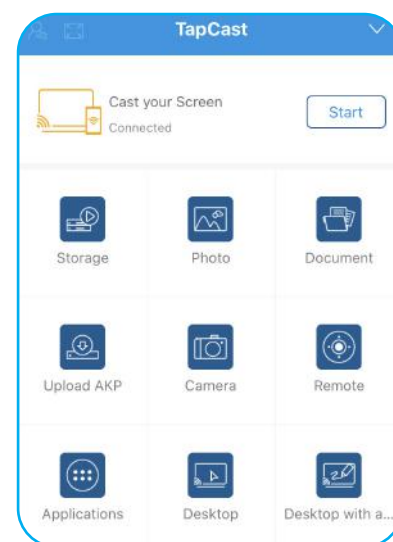 TapCast
Cast your Screen
Connected
Start
Storage
Photo
Document
Upload AKP
Camera
Remote
Applications
Desktop
Desktop with a...